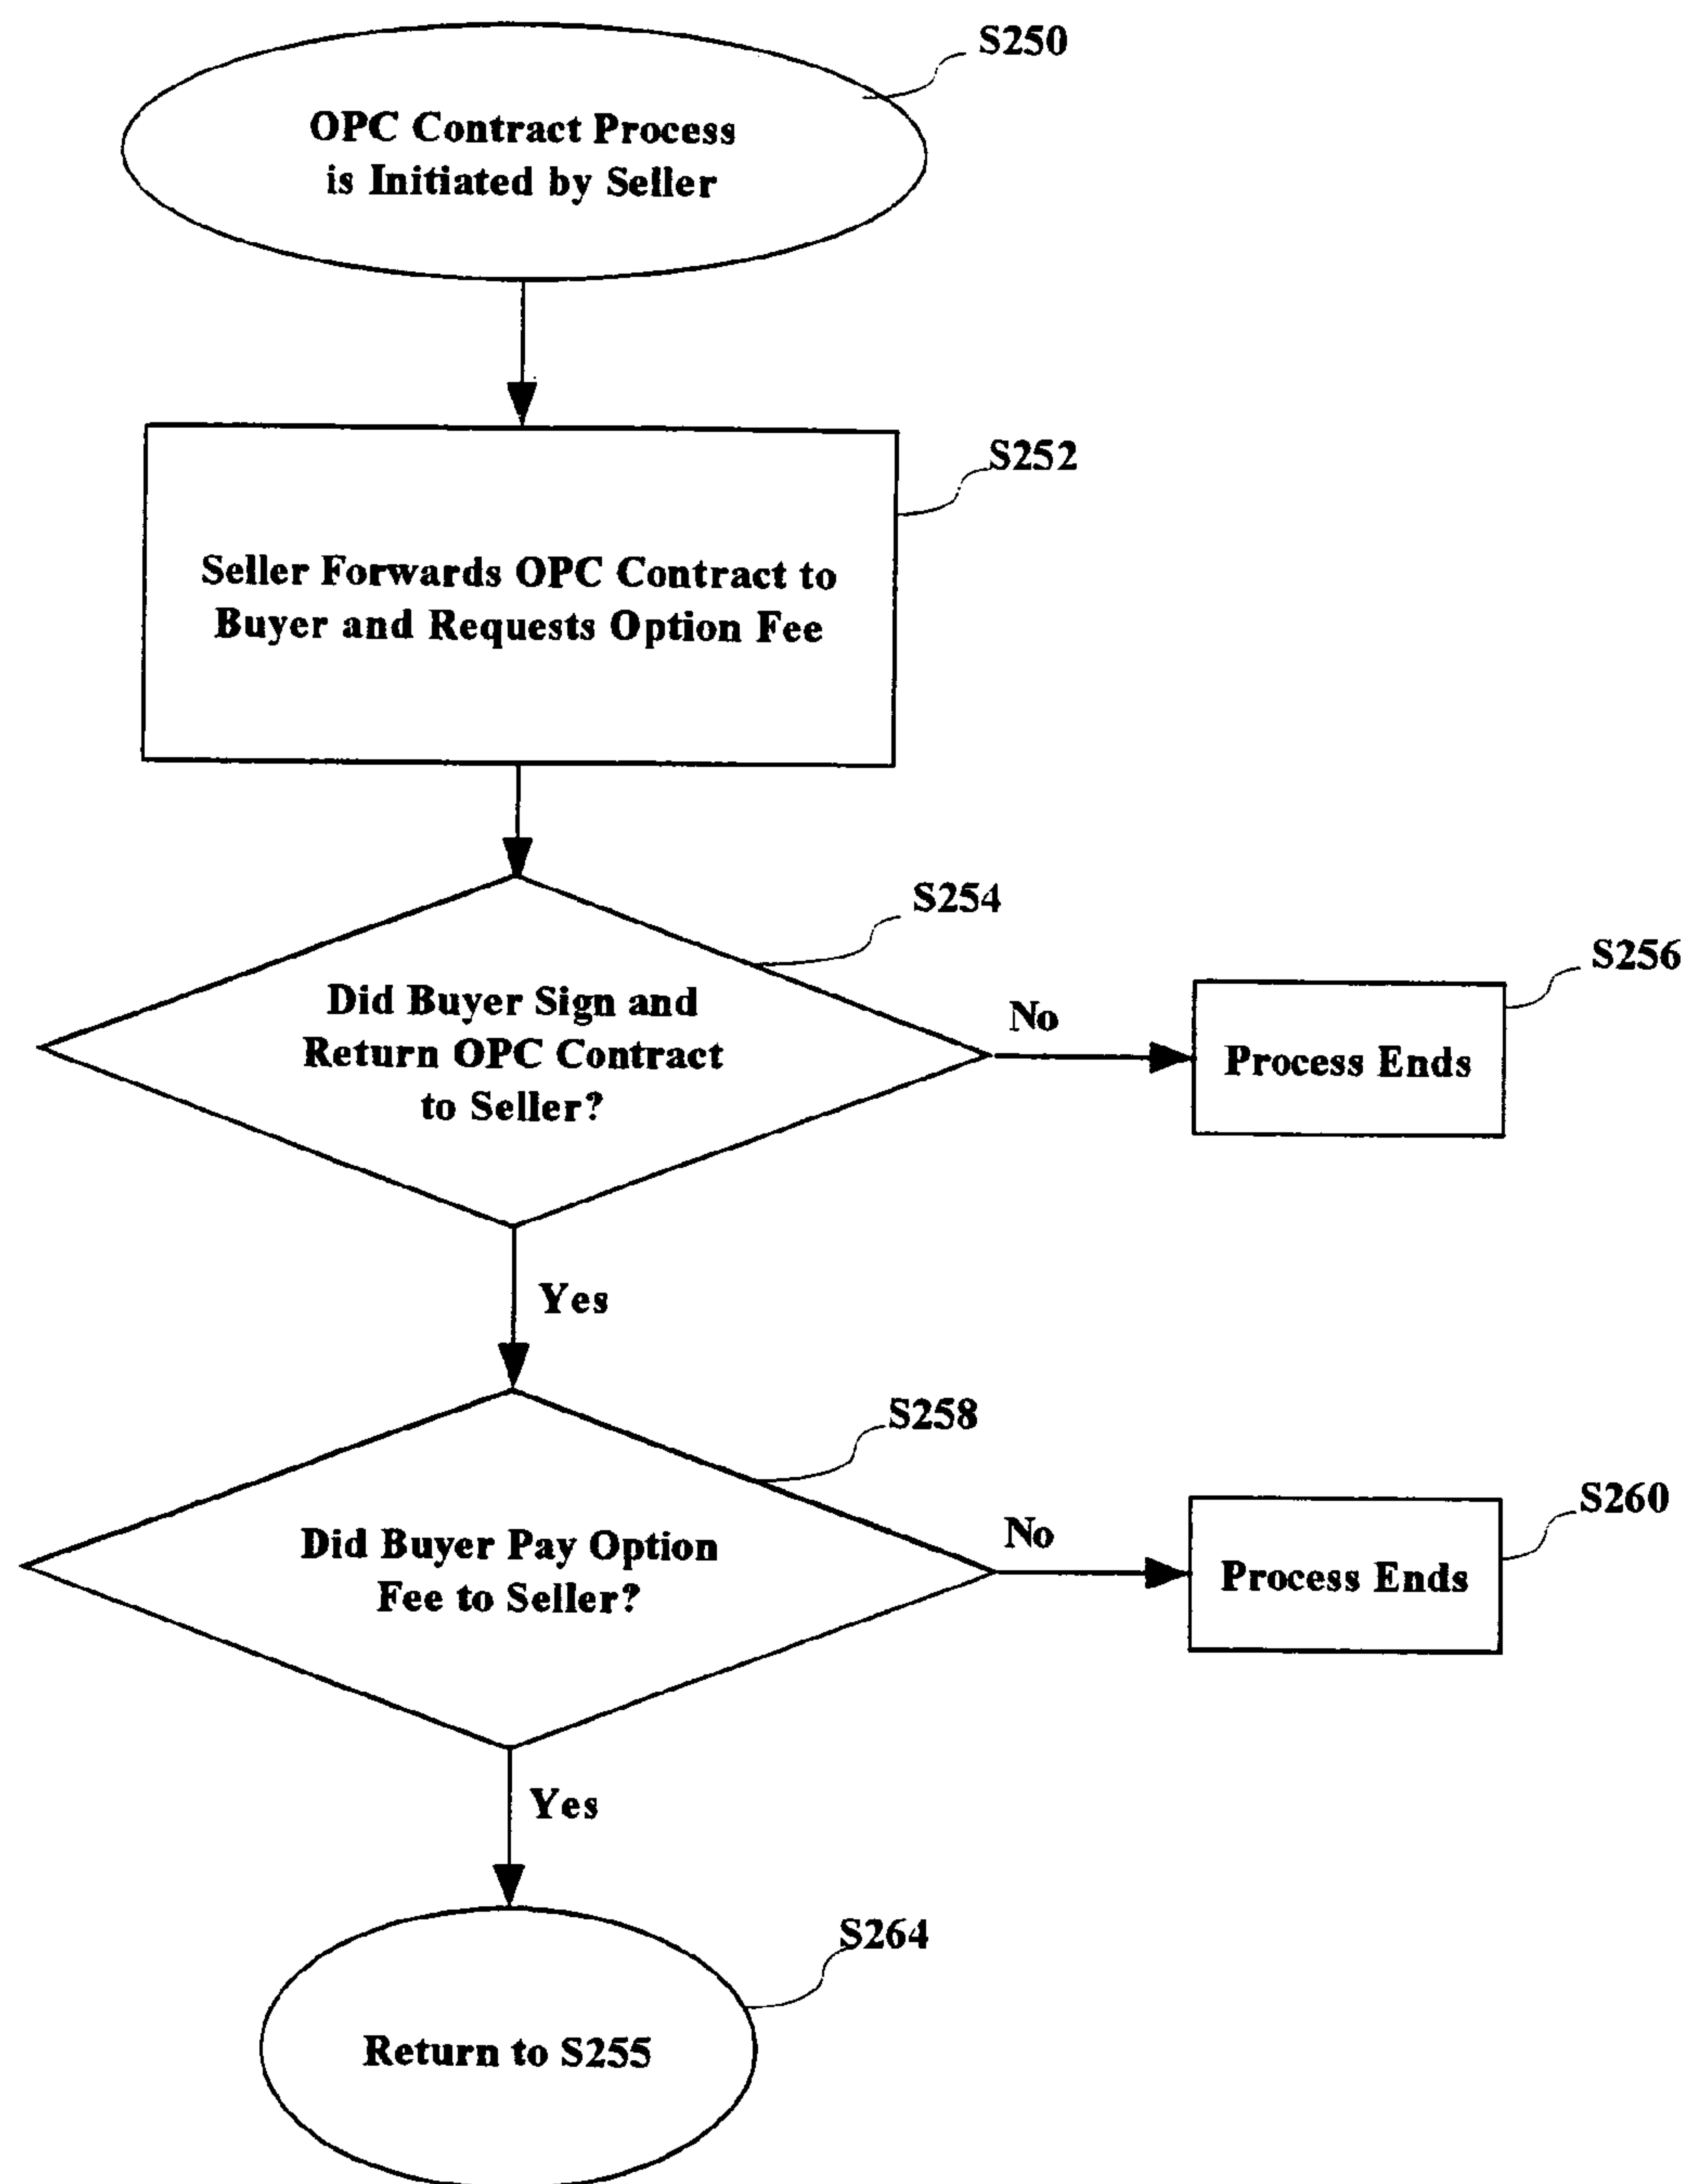 S250
OPC Contract Process
is Initiated by Seller
S252
Seller Forwards OPC Contract to
Buyer and Requests Option Fee
S254
Did Buyer Sign and
Return OPC Contract
to Seller?
No
S256
Process Ends
Yes
S258
Did Buyer Pay Option
Fee to Seller?
No
S260
Process Ends
Yes
S264
Return to S255